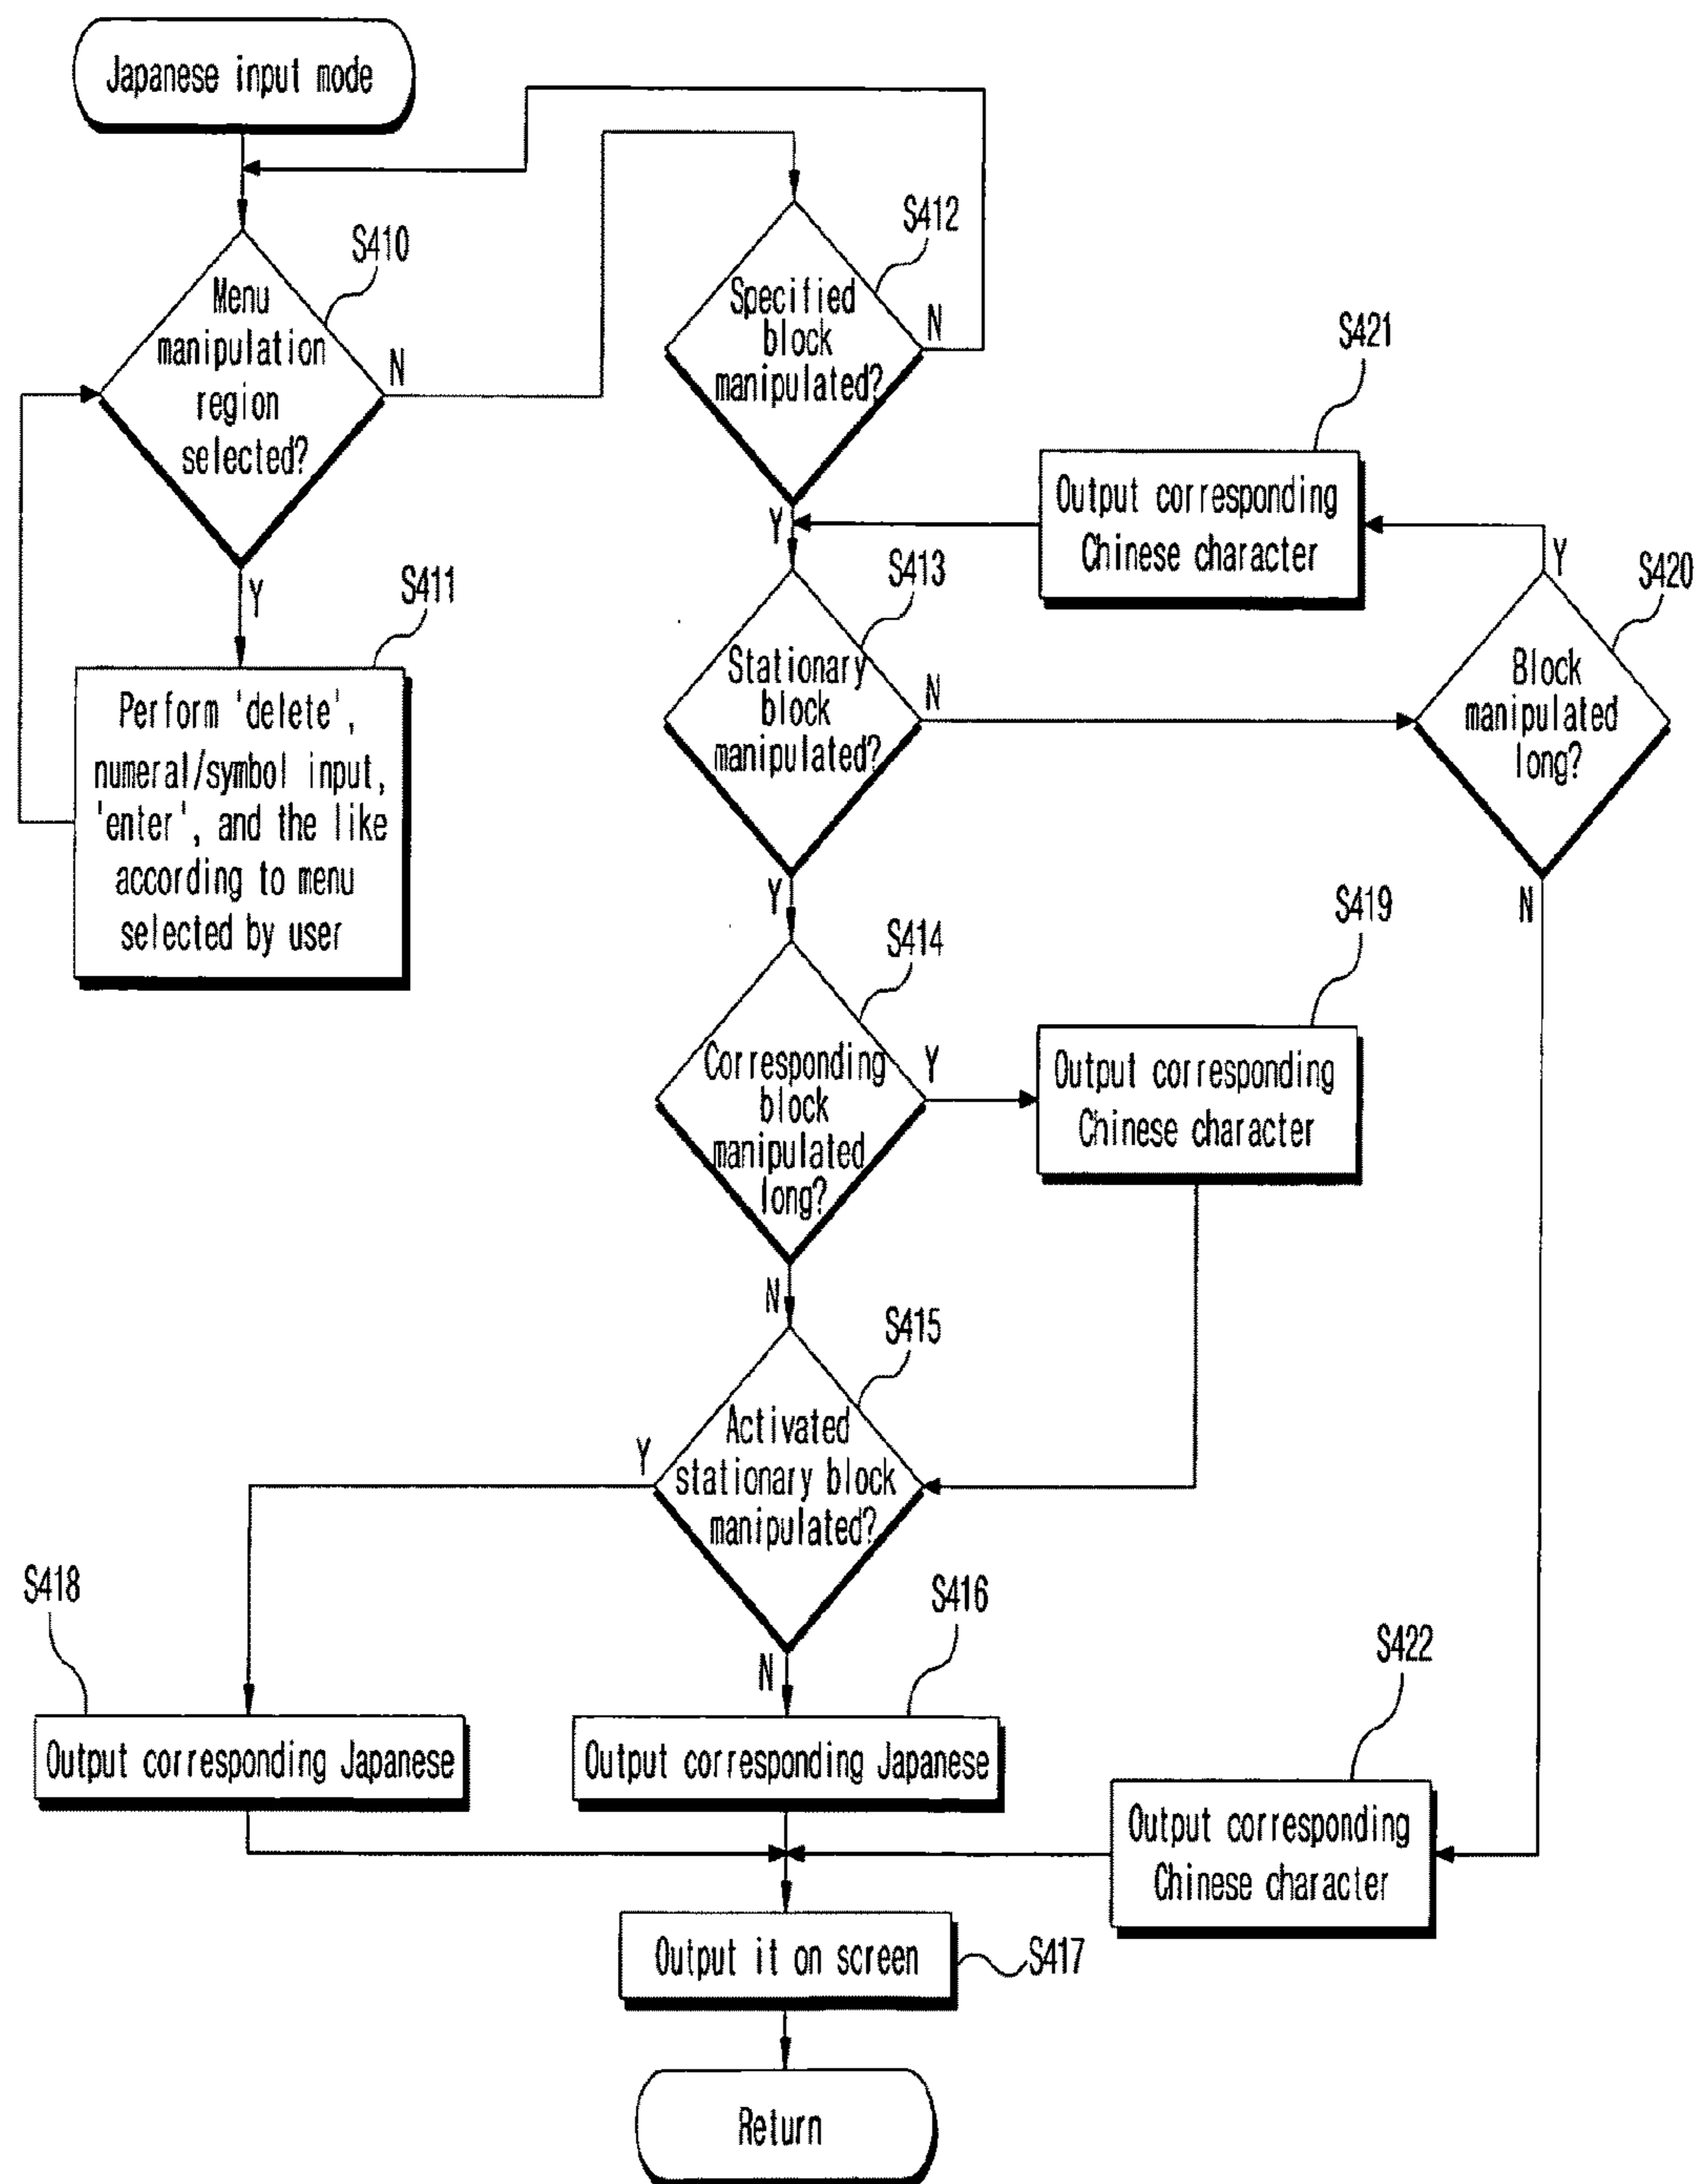 Japanese input mode
S410
Menu
manipulation
region
selected?
N
Y
S411
Perform 'delete',
numeral/symbol input,
'enter', and the like
according to menu
selected by user
S412
Specified
block
manipulated?
N
Y
S421
Output corresponding
Chinese character
S413
Stationary
block
manipulated?
N
Y
S420
Block
manipulated
long?
Y
N
S414
Corresponding
block
manipulated
long?
Y
N
S419
Output corresponding
Chinese character
S415
Activated
stationary block
manipulated?
Y
N
S418
Output corresponding Japanese
S416
Output corresponding Japanese
S422
Output corresponding
Chinese character
Output it on screen
S417
Return